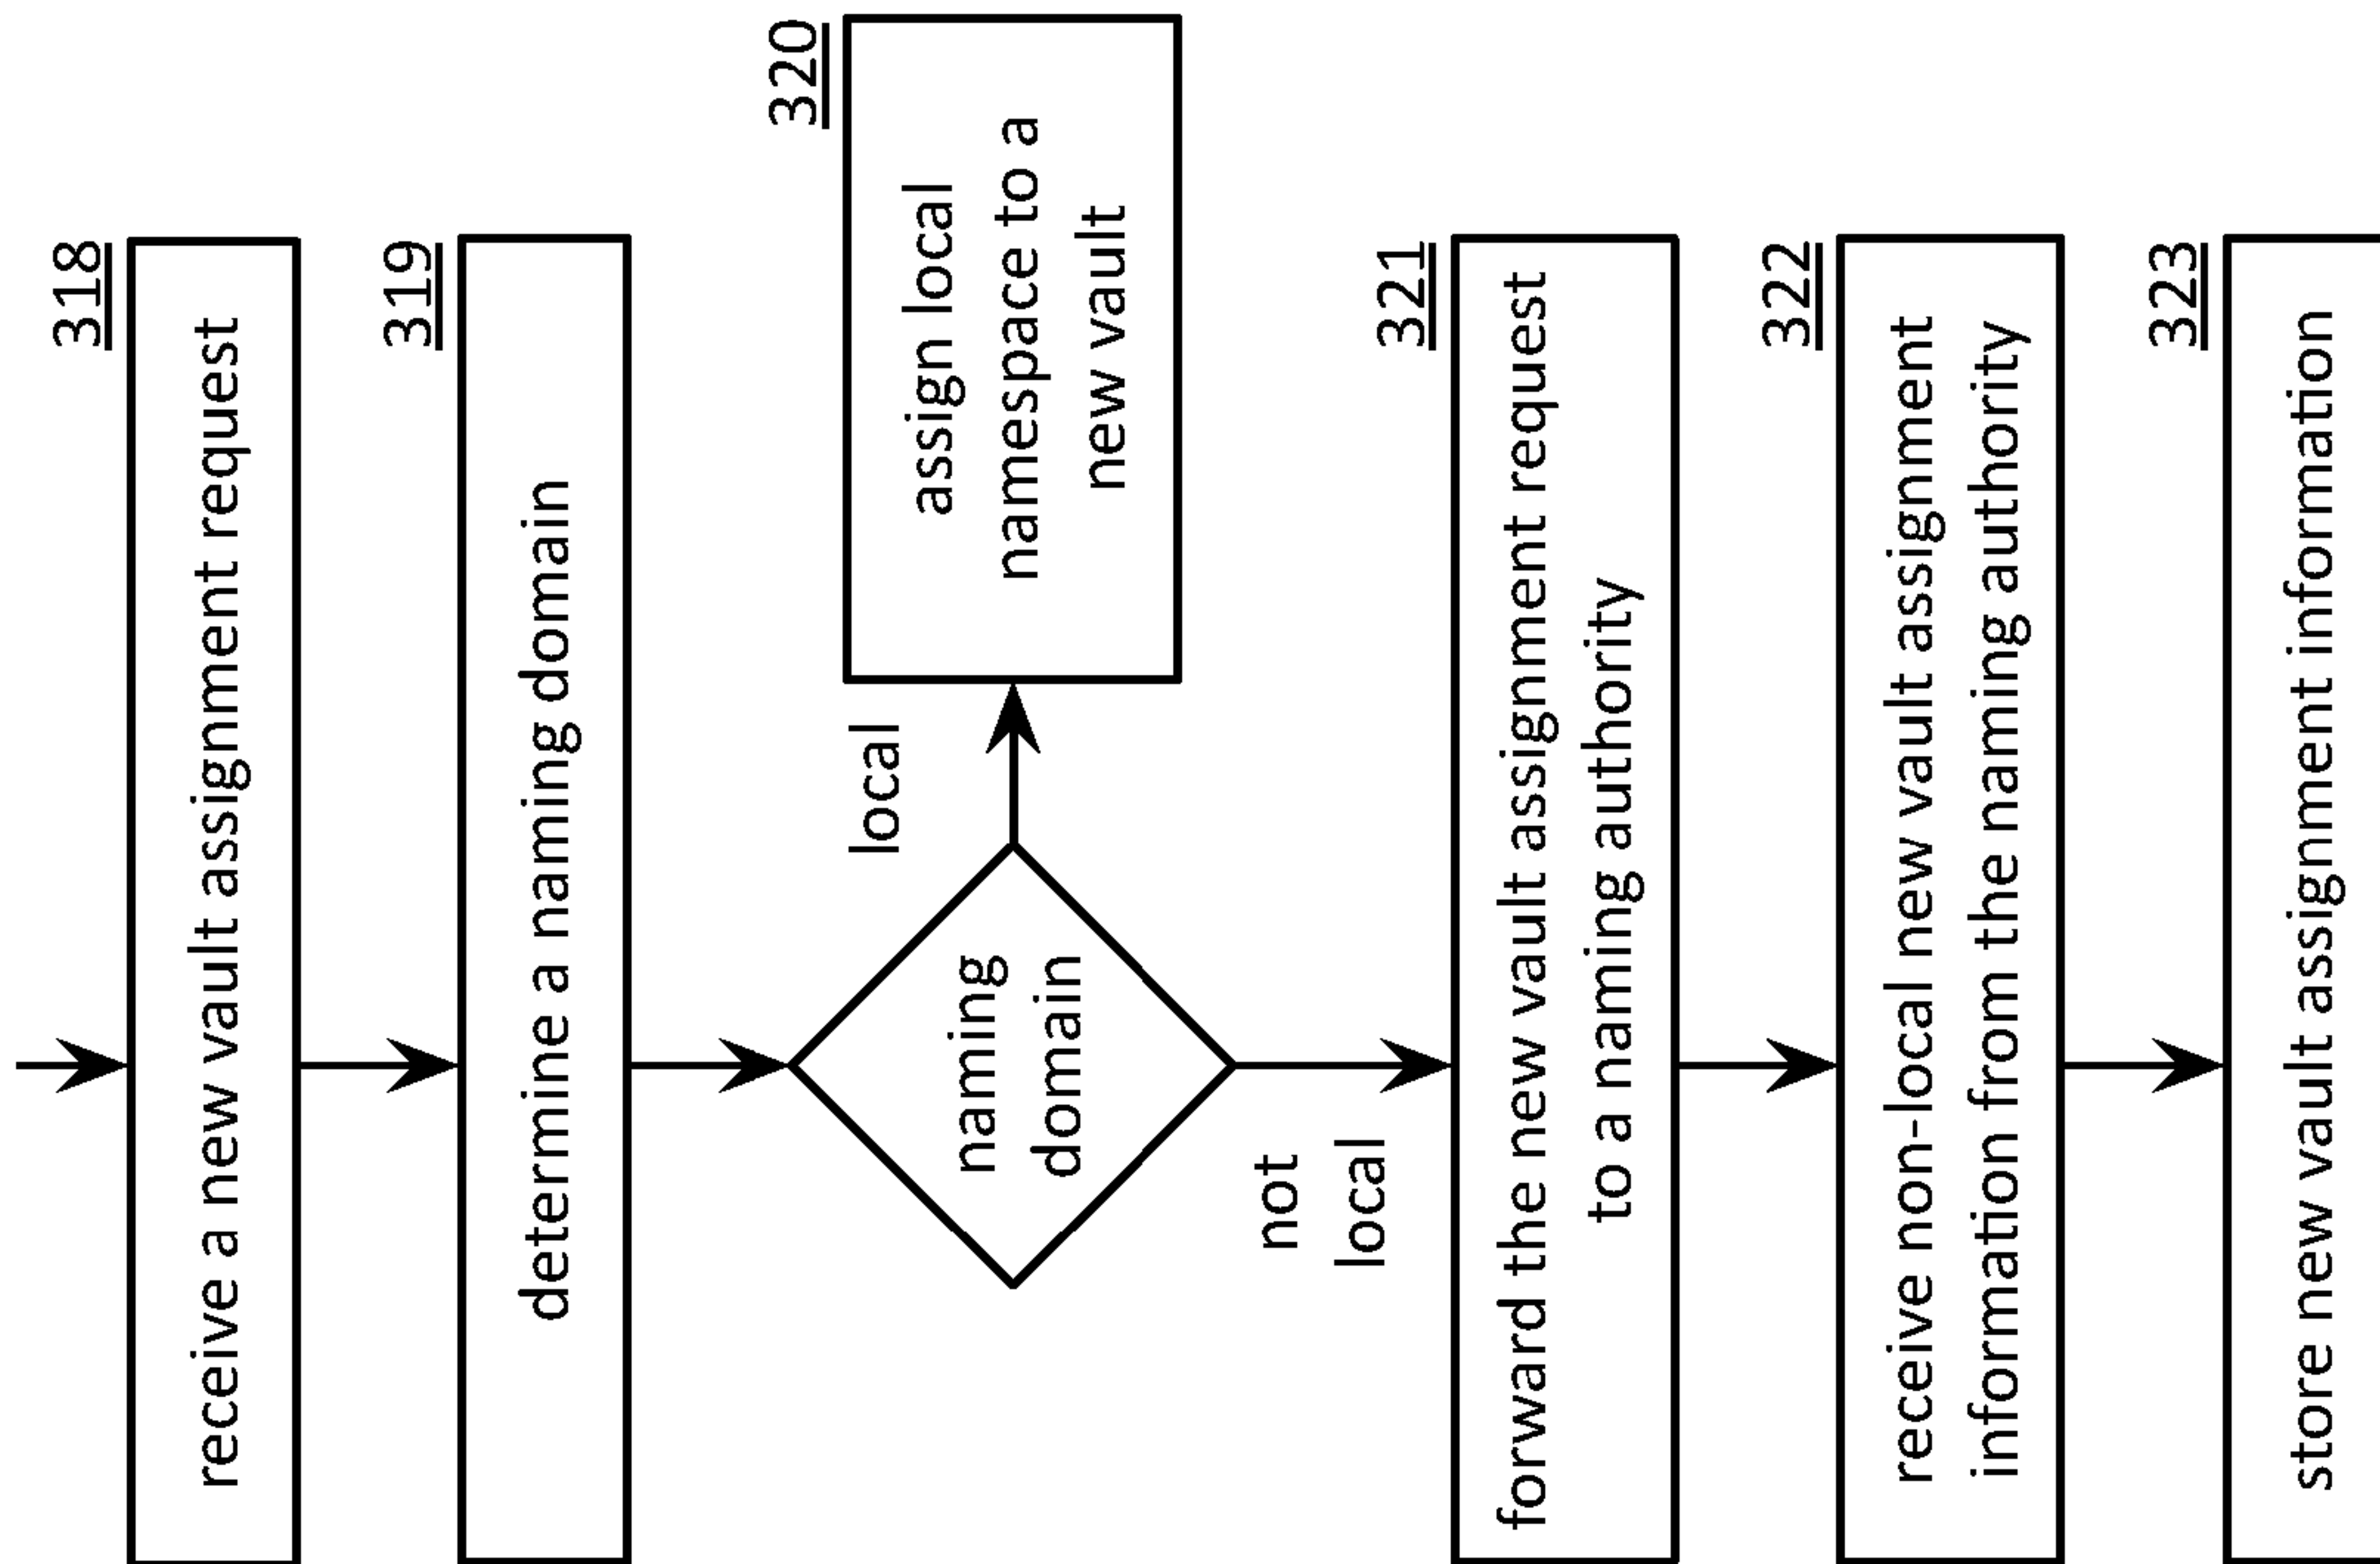 318
receive a new vault assignment request
319
determine a naming domain
320
naming
domain
local
assign local
namespace to a
new vault
not
local
321
forward the new vault assignment request
to a naming authority
322
receive non-local new vault assignment
information from the naming authority
323
store new vault assignment information